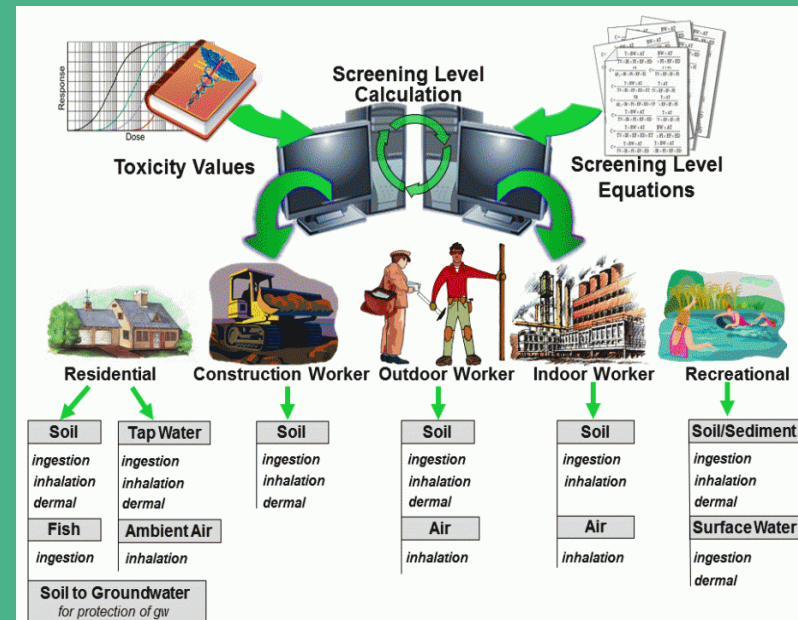 Response
Dose
Toxicity Values
Screening Level
Calculation
Screening Level
Equations
Residential
Construction Worker
Outdoor Worker
Indoor Worker
Recreational
Soil
ingestion
inhalation
dermal
Fish
ingestion
Tap Water
ingestion
inhalation
dermal
Ambient Air
inhalation
Soil to Groundwater
for protection of gw
Soil
ingestion
inhalation
dermal
Soil
ingestion
inhalation
dermal
Air
inhalation
Soil
ingestion
inhalation
Air
inhalation
Soil/Sediment
ingestion
inhalation
dermal
Surface Water
ingestion
dermal